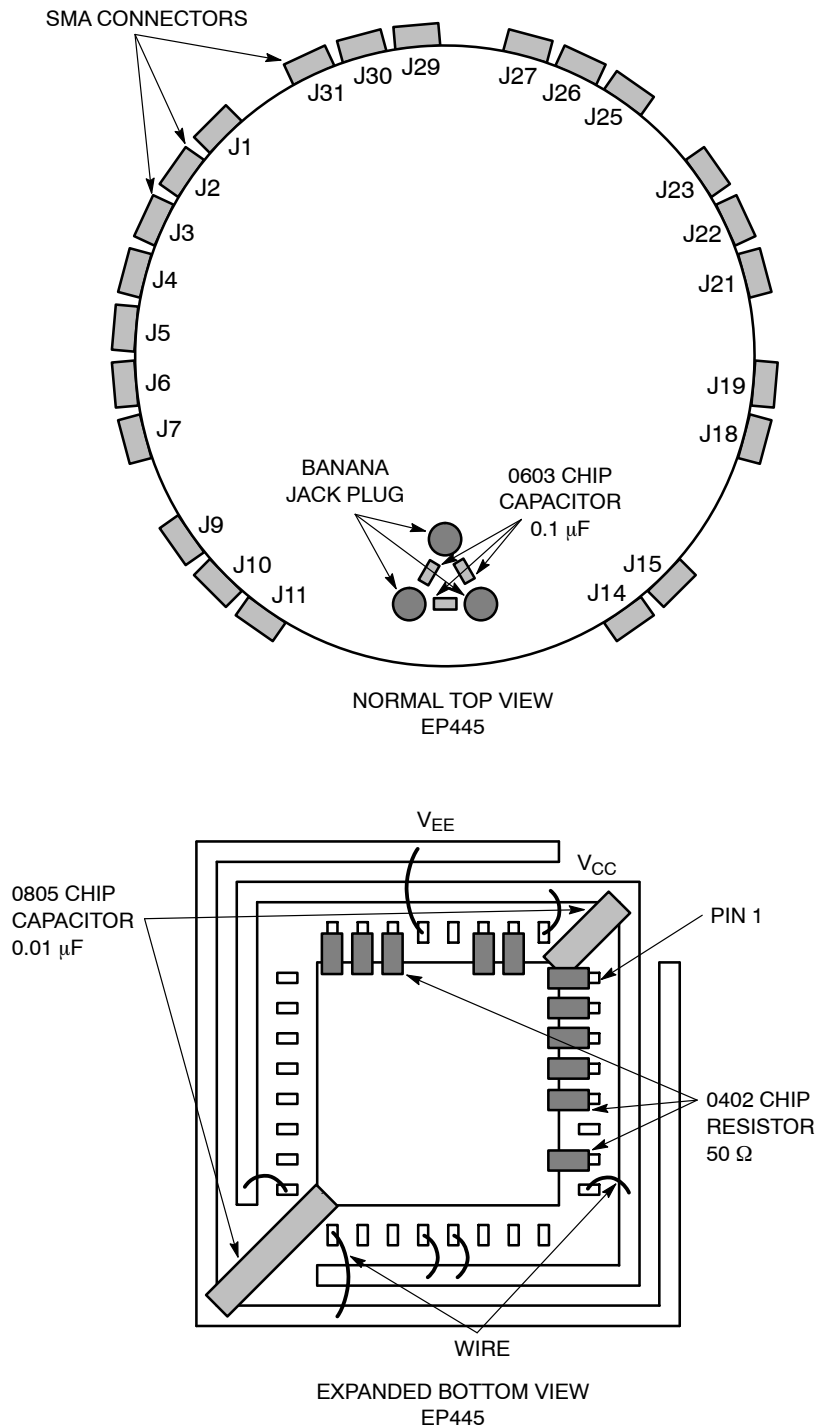 SMA CONNECTORS
J31
J30
J29
J27
J26
J25
J1
J2
J3
J4
J5
J6
J7
J23
J22
J21
J19
J18
BANANA
JACK PLUG
0603 CHIP
CAPACITOR
0.1 μF
J9
J10
J11
J15
J14
NORMAL TOP VIEW
EP445
VEE
VCC
0805 CHIP
CAPACITOR
0.01 μF
PIN 1
0402 CHIP
RESISTOR
50 Ω
WIRE
EXPANDED BOTTOM VIEW
EP445